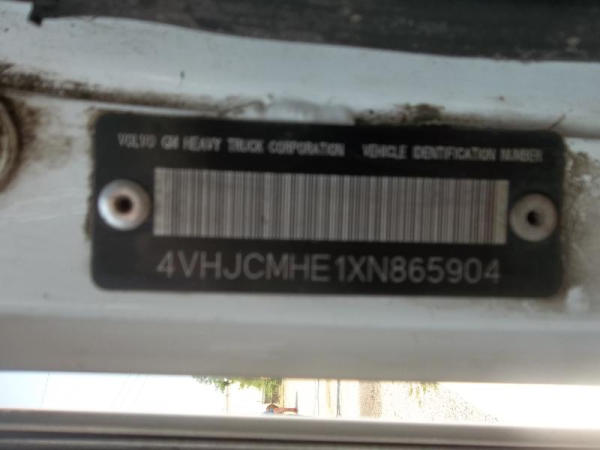 VOLVO GM HEAVY TRUCK CORPORATION VEHICLE IDENTIFICATION NUMBER
4VHJCMHE1XN865904